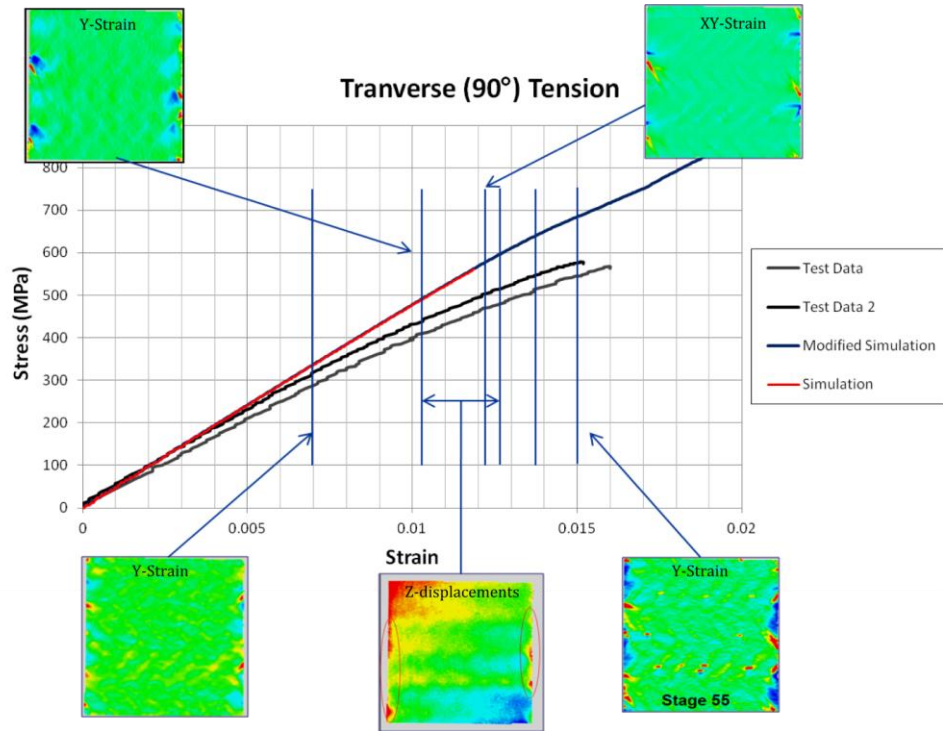 Y-Strain
XY-Strain
Tranverse (90°) Tension
800
700
600
500
400
300
200
100
0
Stress (MPa)
0
0.005
0.01
0.015
0.02
Strain
Test Data
Test Data 2
Modified Simulation
Simulation
Y-Strain
Z-displacements
Y-Strain
Stage 55